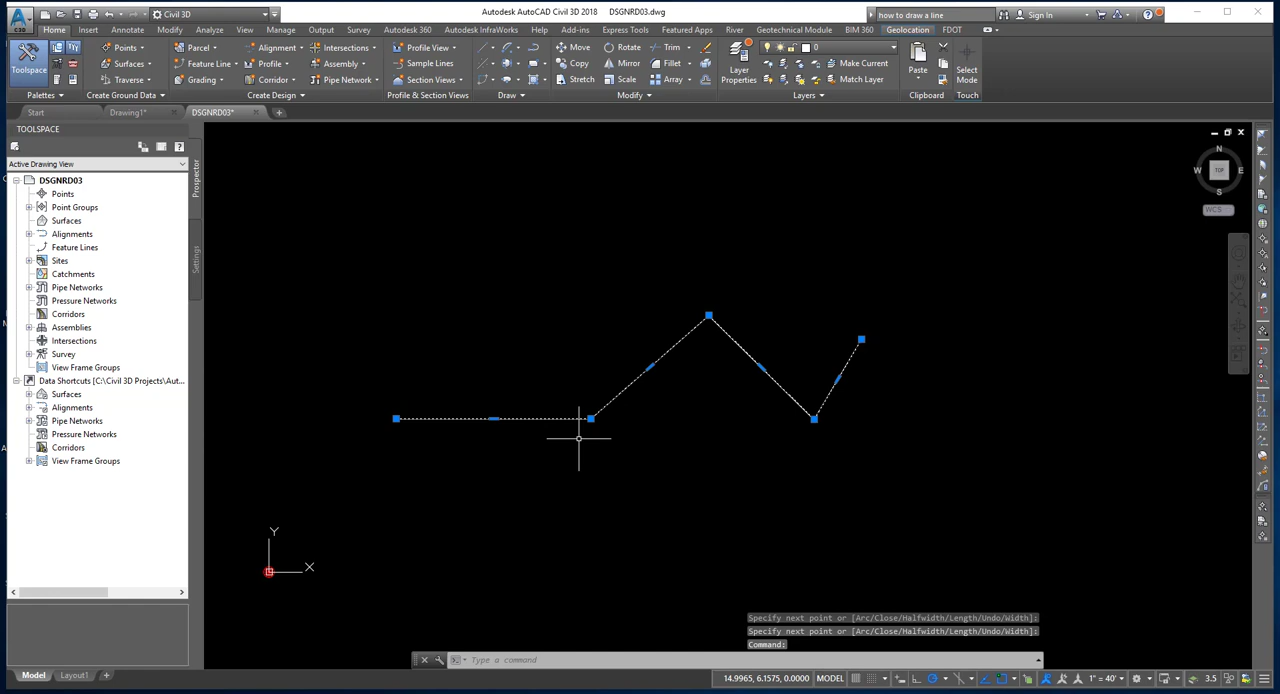 Civil 3D
Autodesk AutoCAD Civil 3D 2018 DSGNRD03.dwg
how to draw a line
Sign In
C3D
Home Insert Annotate Modify Analyze View Manage Output Survey Autodesk 360 Autodesk InfraWorks Help Add-ins Express Tools Featured Apps River Geotechnical Module BIM 360 Geolocation FDOT
Toolspace
Points
Surfaces
Traverse
Parcel
Feature Line
Grading
Alignment
Profile
Corridor
Intersections
Assembly
Pipe Network
Profile View
Sample Lines
Section Views
Move
Copy
Stretch
Rotate
Mirror
Scale
Trim
Fillet
Array
Layer
Properties
0
Make Current
Match Layer
Paste
Select
Mode
Palettes Create Ground Data Create Design Profile & Section Views Draw Modify Layers Clipboard Touch
Start Drawing1* DSGNRD03*
TOOLSPACE
Active Drawing View
Prospector
Settings
DSGNRD03
Points
Point Groups
Surfaces
Alignments
Feature Lines
Sites
Catchments
Pipe Networks
Pressure Networks
Corridors
Assemblies
Intersections
Survey
View Frame Groups
Data Shortcuts [C:\Civil 3D Projects\Aut...
Surfaces
Alignments
Pipe Networks
Pressure Networks
Corridors
View Frame Groups
N
W TOP E
S
WCS
Y
X
Specify next point or [Arc/Close/Halfwidth/Length/Undo/Width]:
Specify next point or [Arc/Close/Halfwidth/Length/Undo/Width]:
Command:
Type a command
Model Layout1 +
14.9965, 6.1575, 0.0000 MODEL 1" = 40' 3.5